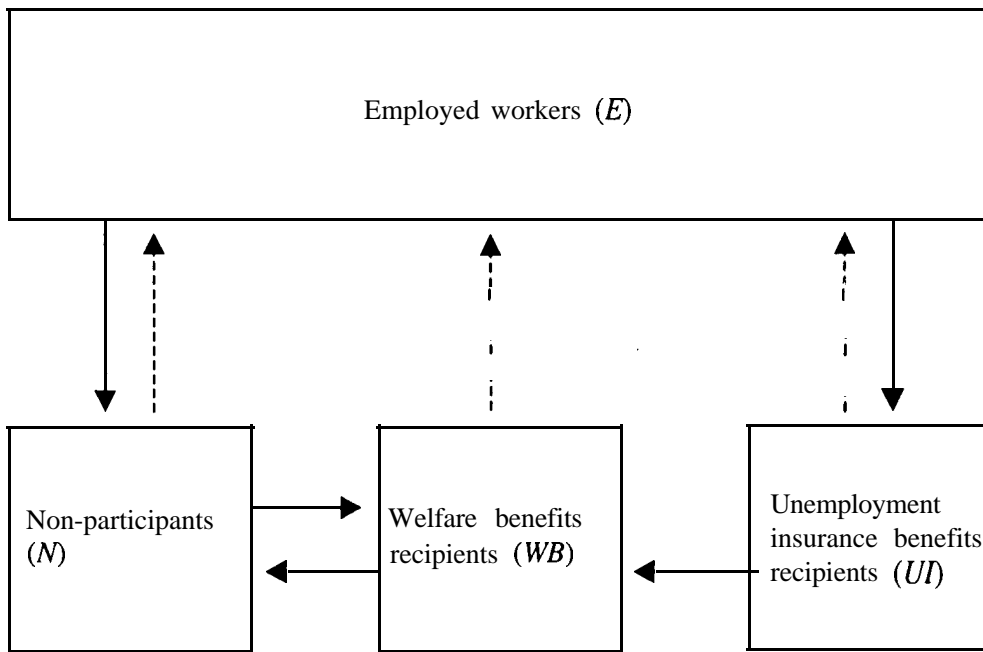 Employed workers (E)
Non-participants
(N)
Welfare benefits
recipients (WB)
Unemployment
insurance benefits
recipients (UI)